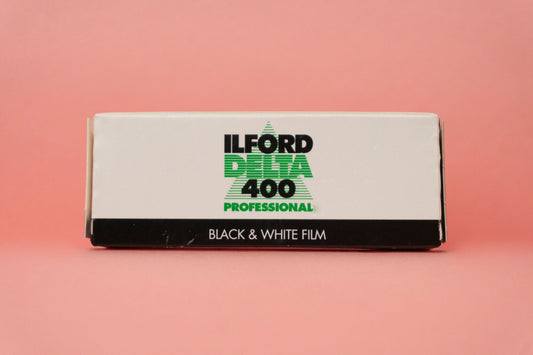 ILFORD
DELTA
400
PROFESSIONAL
BLACK & WHITE FILM